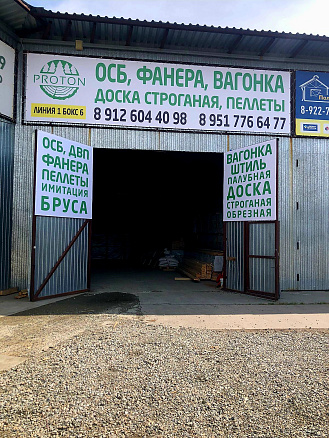 PROTON
ЛИНИЯ 1 БОКС 6
ОСБ, ФАНЕРА, ВАГОНКА
ДОСКА СТРОГАНАЯ, ПЕЛЛЕТЫ
8 912 604 40 98 8 951 776 64 77
8-922-7
ОСБ, ДВП
ФАНЕРА
ПЕЛЛЕТЫ
ИМИТАЦИЯ
БРУСА
ВАГОНКА
ШТИЛЬ
ПАЛУБНАЯ
ДОСКА
СТРОГАНАЯ
ОБРЕЗНАЯ